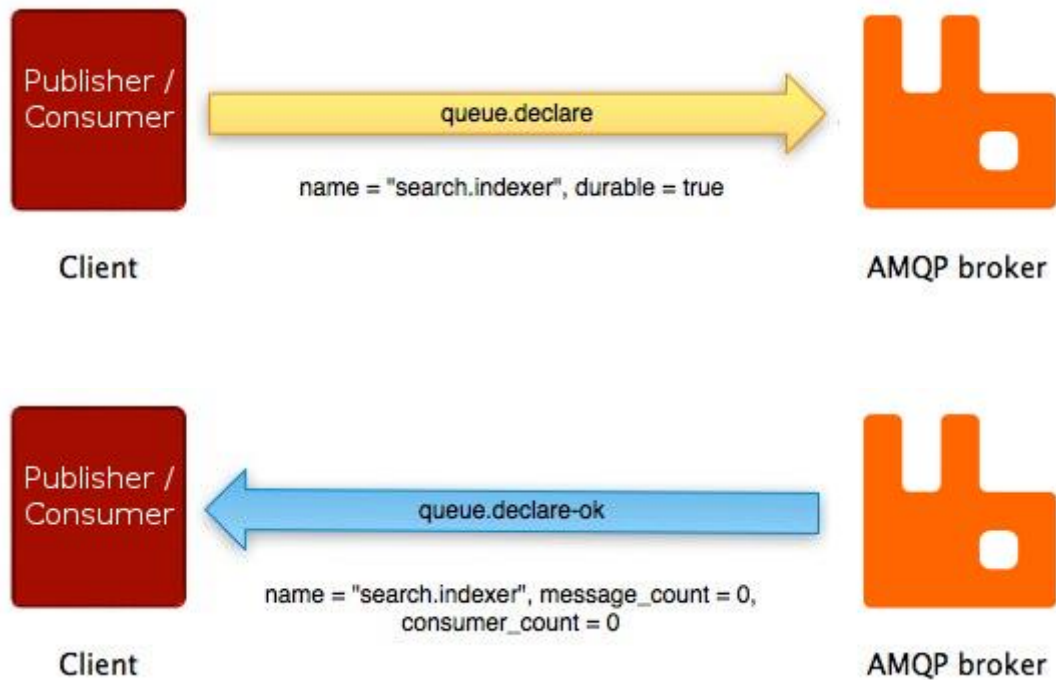 Publisher /
Consumer
queue.declare
name = "search.indexer", durable = true
Client
AMQP broker
Publisher /
Consumer
queue.declare-ok
name = "search.indexer", message_count = 0,
consumer_count = 0
Client
AMQP broker